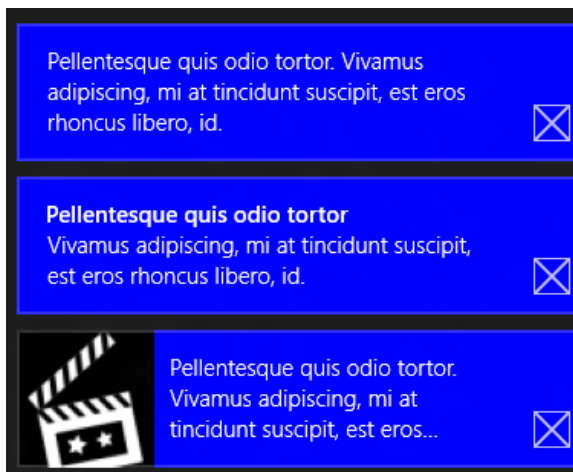 Pellentesque quis odio tortor. Vivamus
adipiscing, mi at tincidunt suscipit, est eros
rhoncus libero, id.
Pellentesque quis odio tortor
Vivamus adipiscing, mi at tincidunt suscipit,
est eros rhoncus libero, id.
Pellentesque quis odio tortor.
Vivamus adipiscing, mi at
tincidunt suscipit, est eros...